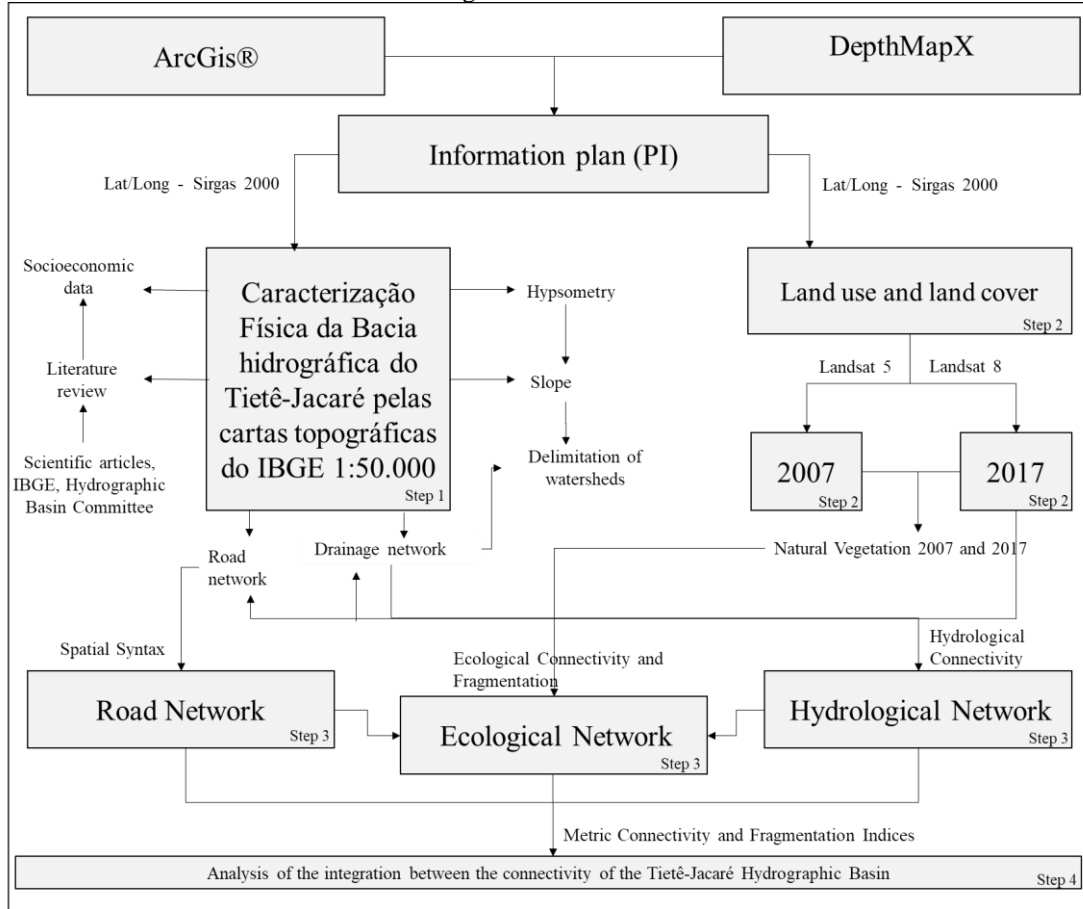 ArcGis®
DepthMapX
Information plan (PI)
Lat/Long - Sirgas 2000
Lat/Long - Sirgas 2000
Socioeconomic
data
Literature
review
Scientific articles,
IBGE, Hydrographic
Basin Committee
Caracterização
Física da Bacia
hidrográfica do
Tietê-Jacaré pelas
cartas topográficas
do IBGE 1:50.000
Step 1
Hypsometry
Slope
Delimitation of
watersheds
Land use and land cover
Step 2
Landsat 5
Landsat 8
2007
Step 2
2017
Step 2
Road
network
Drainage network
Natural Vegetation 2007 and 2017
Spatial Syntax
Ecological Connectivity and
Fragmentation
Hydrological
Connectivity
Road Network
Step 3
Ecological Network
Step 3
Hydrological Network
Step 3
Metric Connectivity and Fragmentation Indices
Analysis of the integration between the connectivity of the Tietê-Jacaré Hydrographic Basin
Step 4